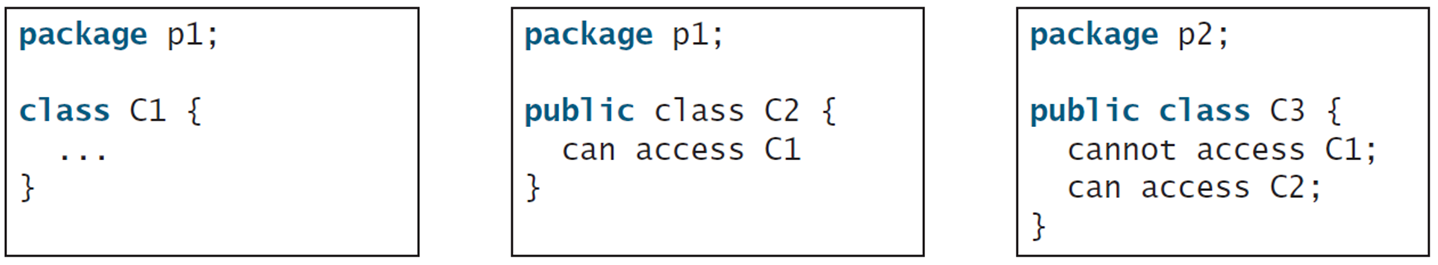 package p1;
class C1 {
  ...
}
package p1;
public class C2 {
  can access C1
}
package p2;
public class C3 {
  cannot access C1;
  can access C2;
}